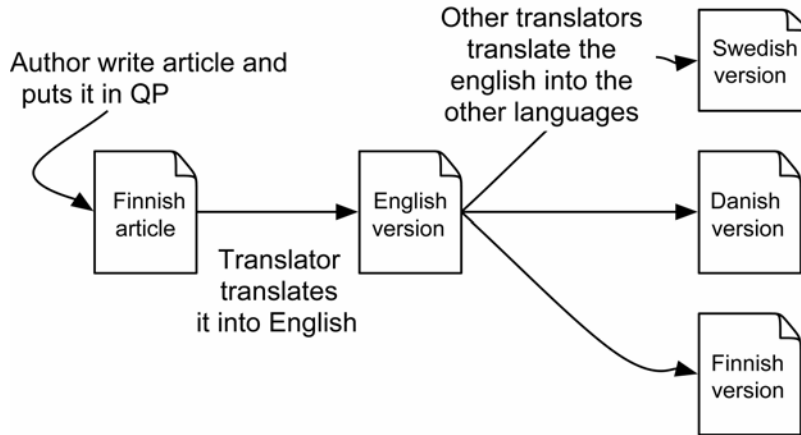 Author write article and
puts it in QP
Finnish
article
Translator
translates
it into English
English
version
Other translators
translate the
english into the
other languages
Swedish
version
Danish
version
Finnish
version